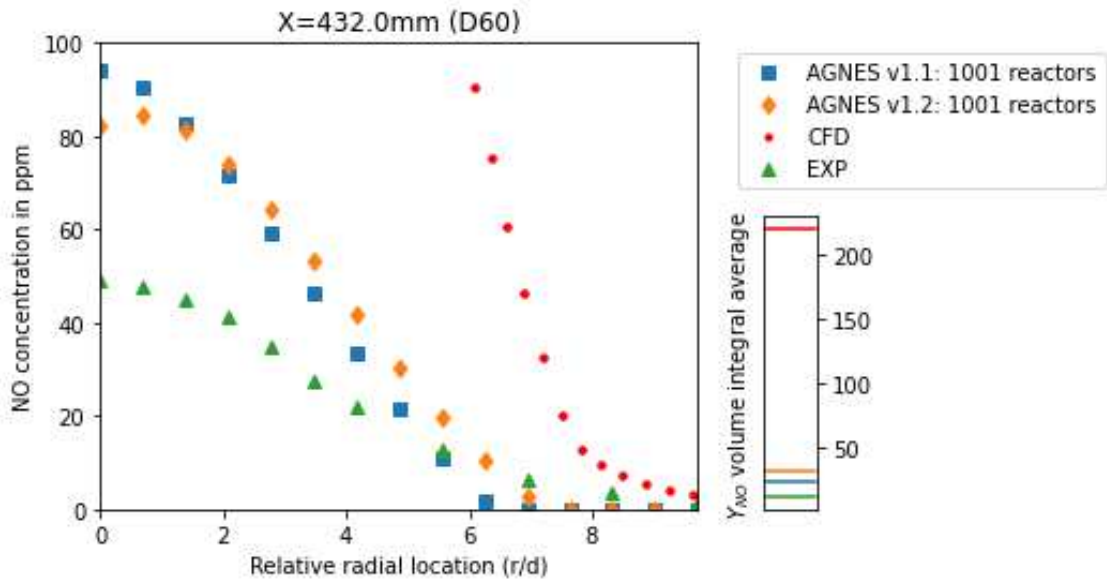 X=432.0mm (D60)
100
80
60
40
20
0
NO concentration in ppm
0 2 4 6 8
Relative radial location (r/d)
AGNES v1.1: 1001 reactors
AGNES v1.2: 1001 reactors
CFD
EXP
Y_NO volume integral average
200
150
100
50